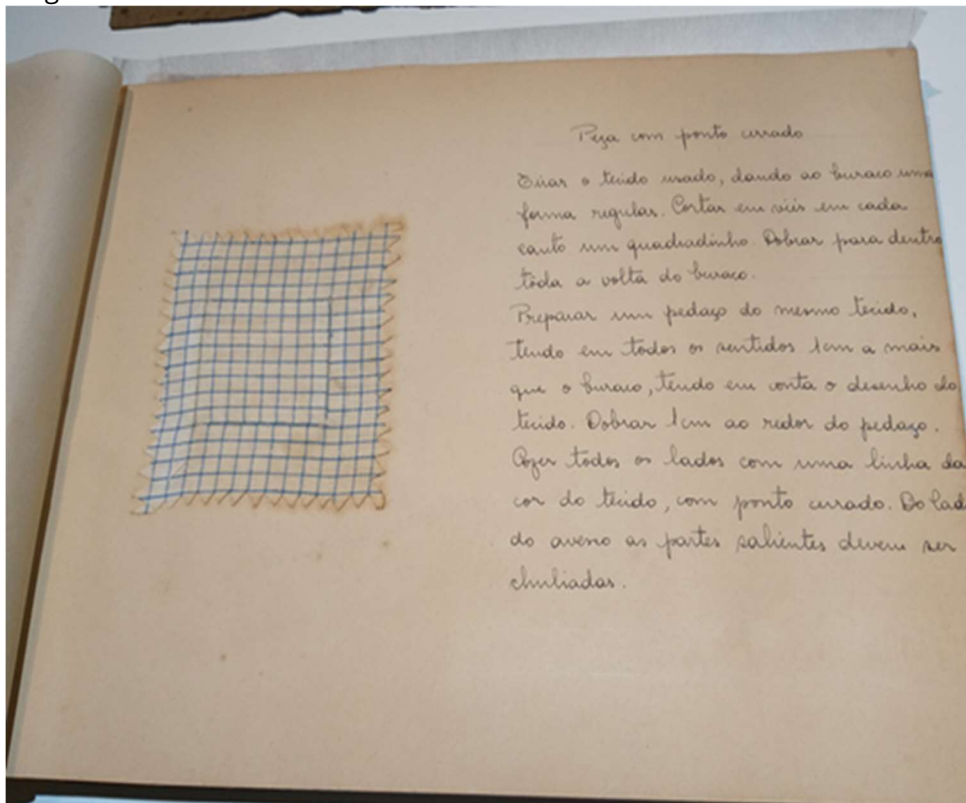 Peça com ponto cerrado
Tirar o tecido usado, dando ao buraco uma
forma regular. Cortar em viés em cada
canto um quadradinho. Dobrar para dentro
tôda a volta do buraco.
Preparar um pedaço do mesmo tecido,
tendo em todos os sentidos 1cm a mais
que o buraco, tendo em conta o desenho do
tecido. Dobrar 1cm ao redor do pedaço.
Cozer todos os lados com uma linha da
cor do tecido, com ponto cerrado. Do lad
do avesso as partes salientes devem ser
chuliadas.